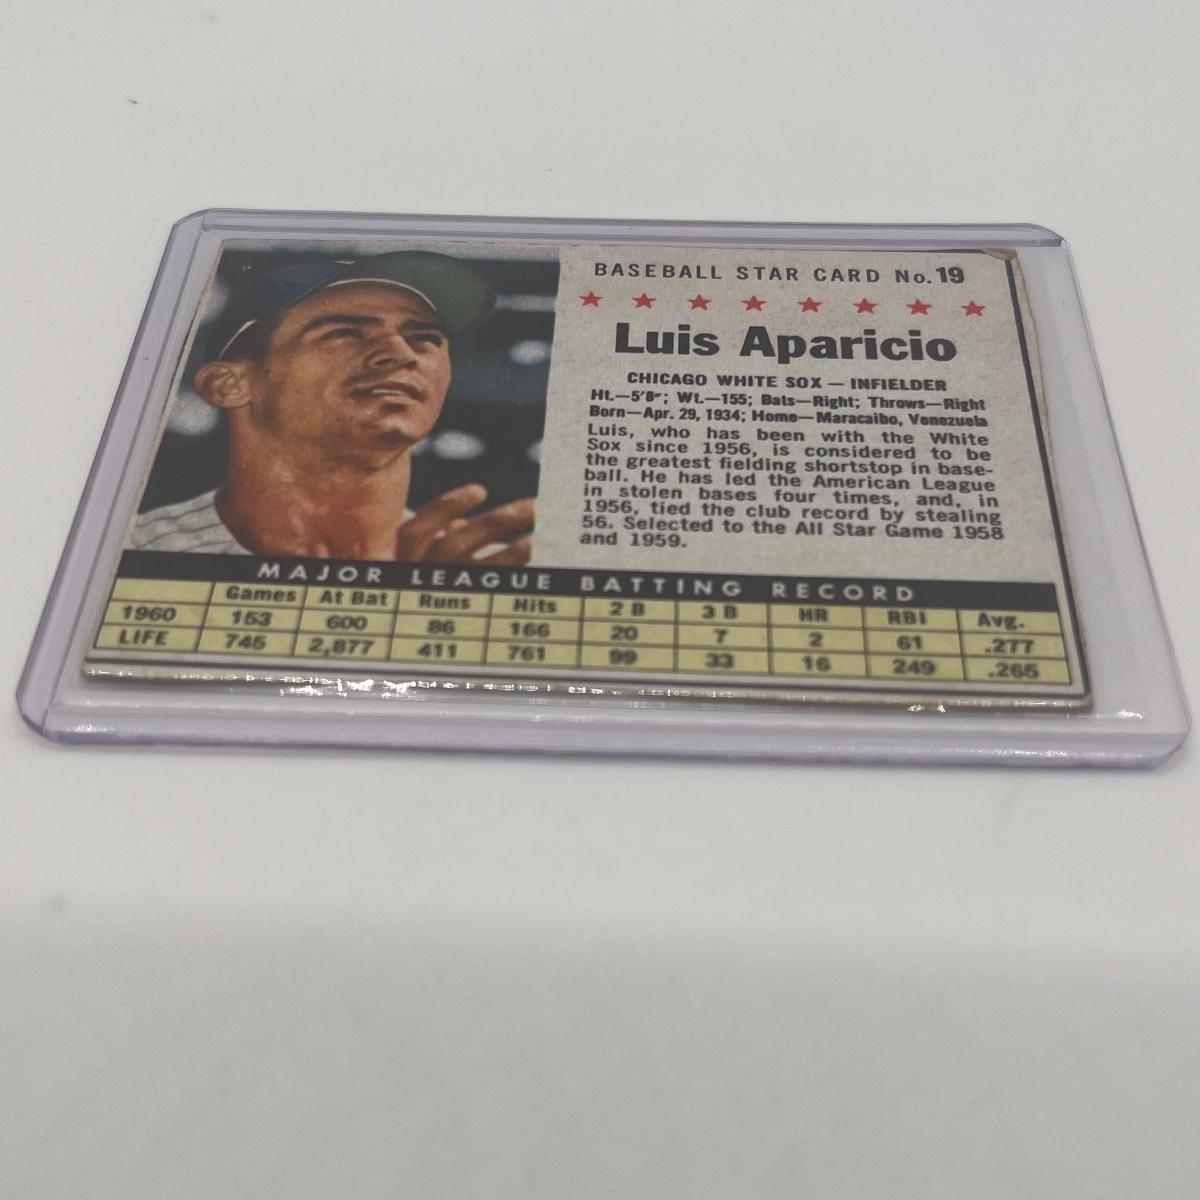 BASEBALL STAR CARD No. 19
Luis Aparicio
CHICAGO WHITE SOX — INFIELDER
Ht.—5'8"; Wt.—155; Bats—Right; Throws—Right
Born—Apr. 29, 1934; Home—Maracaibo, Venezuela
Luis, who has been with the White
Sox since 1956, is considered to be
the greatest fielding shortstop in base-
ball. He has led the American League
in stolen bases four times, and, in
1956, tied the club record by stealing
56. Selected to the All Star Game 1958
and 1959.
MAJOR LEAGUE BATTING RECORD
Games At Bat Runs Hits 2 B 3 B HR RBI Avg.
1960 153 600 86 166 20 7 2 61 .277
LIFE 745 2,877 411 761 99 33 16 249 .265